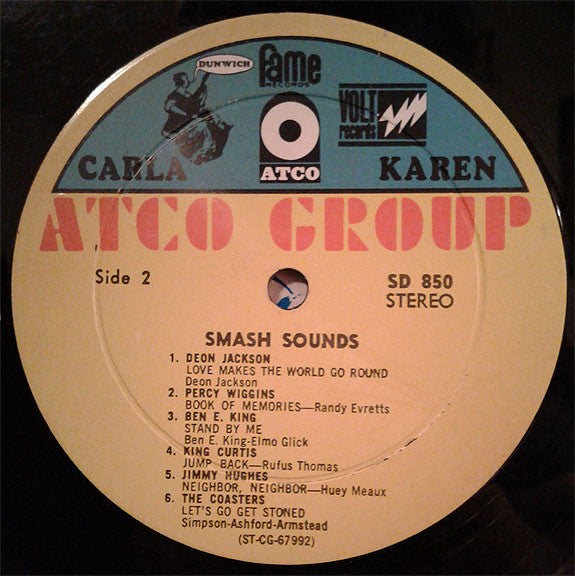 DUNWICH
fame
RECORDS
VOLT
records
ATCO
CARLA
KAREN
ATCO GROUP
Side 2
SD 850
STEREO
SMASH SOUNDS
1. DEON JACKSON
LOVE MAKES THE WORLD GO ROUND
Deon Jackson
2. PERCY WIGGINS
BOOK OF MEMORIES—Randy Evretts
3. BEN E. KING
STAND BY ME
Ben E. King-Elmo Glick
4. KING CURTIS
JUMP BACK—Rufus Thomas
5. JIMMY HUGHES
NEIGHBOR, NEIGHBOR—Huey Meaux
6. THE COASTERS
LET'S GO GET STONED
Simpson-Ashford-Armstead
(ST-CG-67992)